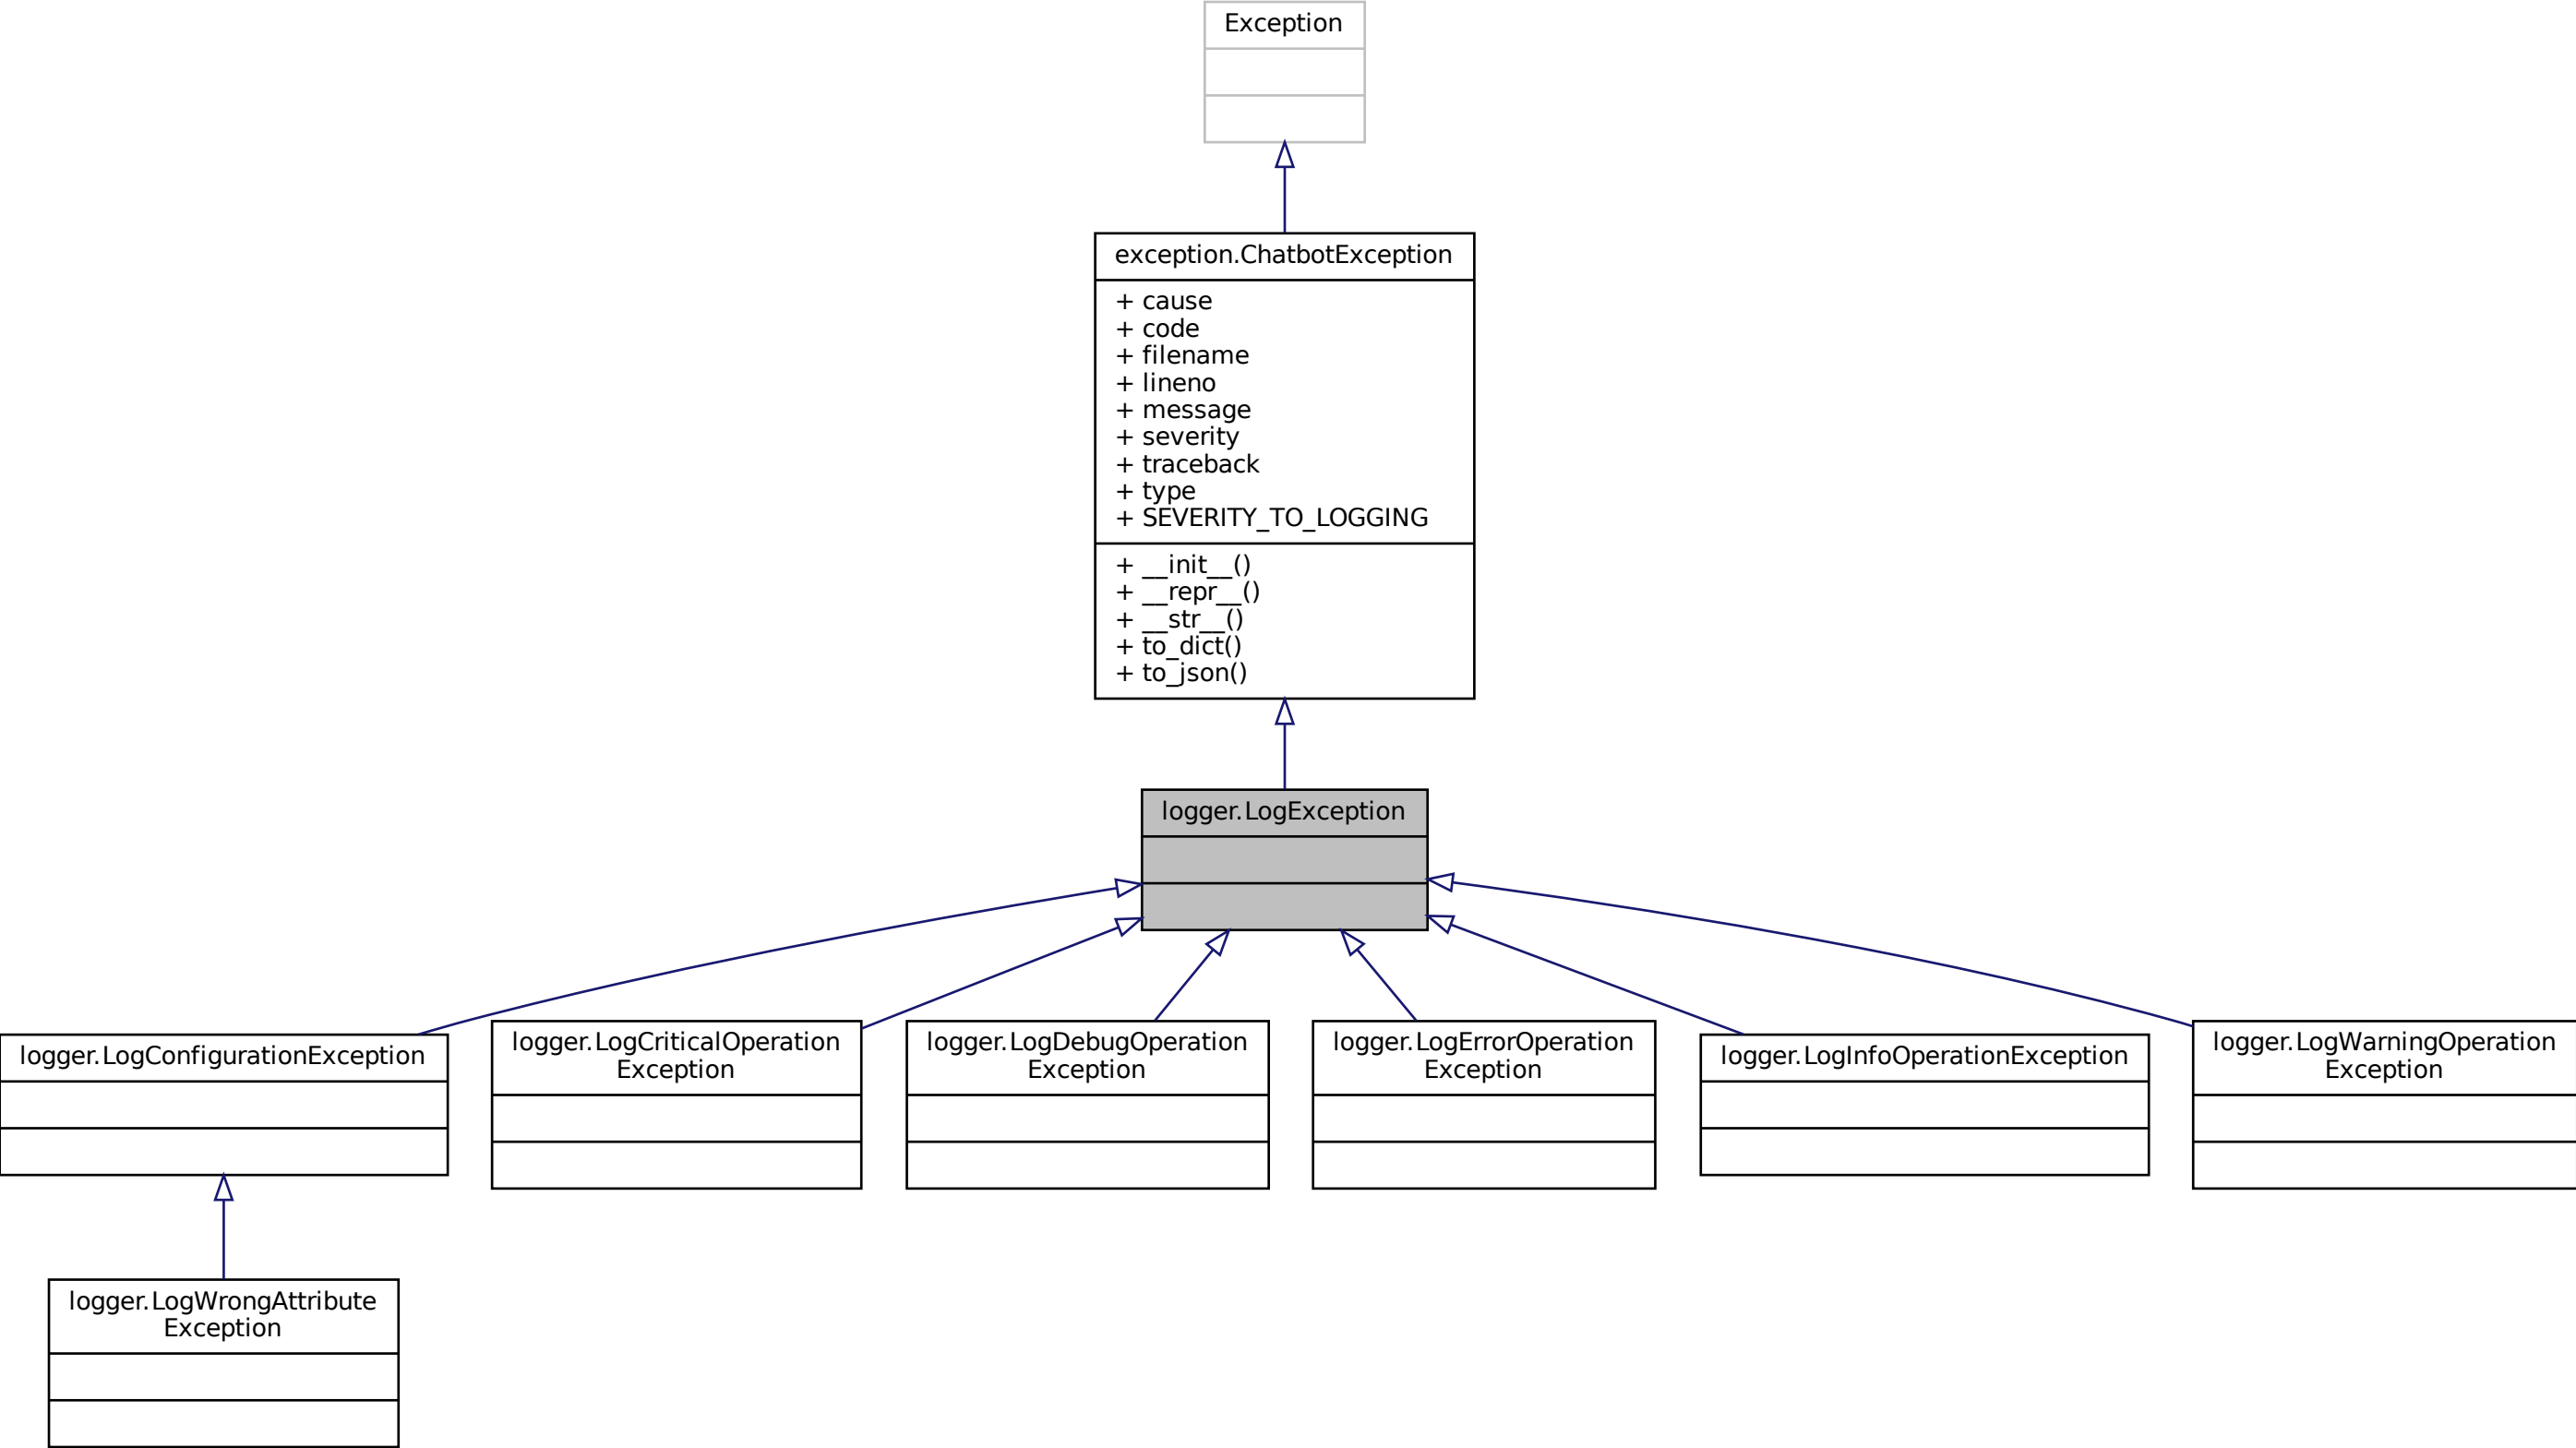 Exception
exception.ChatbotException
+ cause
+ code
+ filename
+ lineno
+ message
+ severity
+ traceback
+ type
+ SEVERITY_TO_LOGGING
+ __init__()
+ __repr__()
+ __str__()
+ to_dict()
+ to_json()
logger.LogException
logger.LogConfigurationException
logger.LogCriticalOperation
Exception
logger.LogDebugOperation
Exception
logger.LogErrorOperation
Exception
logger.LogInfoOperationException
logger.LogWarningOperation
Exception
logger.LogWrongAttribute
Exception